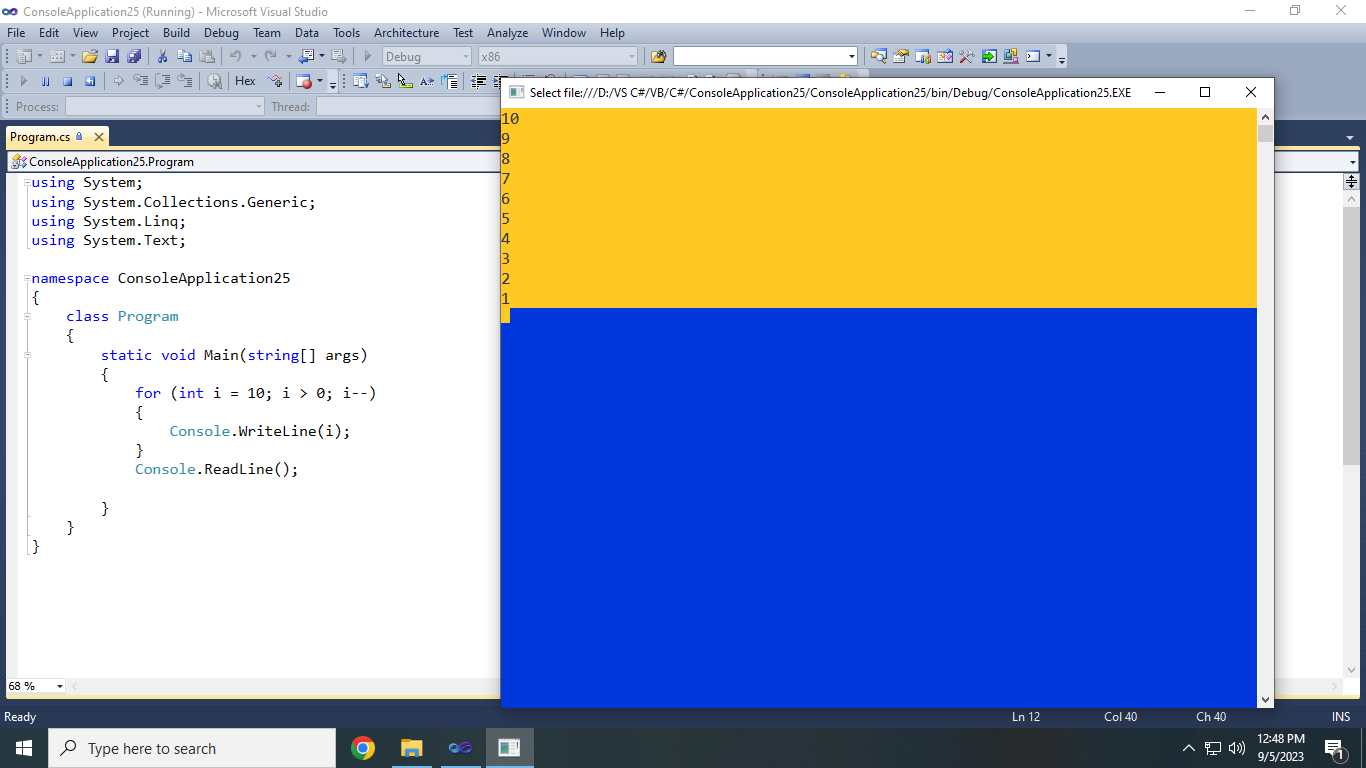 ConsoleApplication25 (Running) - Microsoft Visual Studio
File Edit View Project Build Debug Team Data Tools Architecture Test Analyze Window Help
Debug x86
Hex
Process: Thread:
Program.cs
ConsoleApplication25.Program
using System;
using System.Collections.Generic;
using System.Linq;
using System.Text;
namespace ConsoleApplication25
{
class Program
{
static void Main(string[] args)
{
for (int i = 10; i > 0; i--)
{
Console.WriteLine(i);
}
Console.ReadLine();
}
}
}
68 %
Select file:///D:/VS C#/VB/C#/ConsoleApplication25/ConsoleApplication25/bin/Debug/ConsoleApplication25.EXE
10
9
8
7
6
5
4
3
2
1
Ready Ln 12 Col 40 Ch 40 INS
Type here to search
12:48 PM
9/5/2023
1